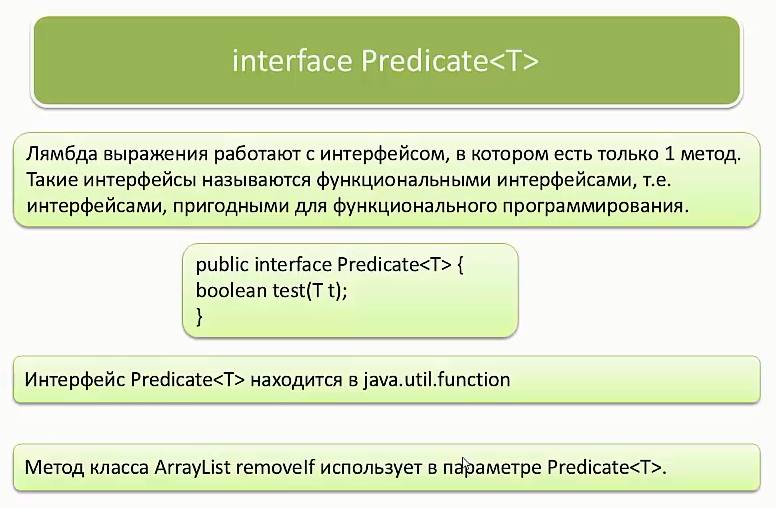 interface Predicate<T>
Лямбда выражения работают с интерфейсом, в котором есть только 1 метод.
Такие интерфейсы называются функциональными интерфейсами, т.е.
интерфейсами, пригодными для функционального программирования.
public interface Predicate<T> {
boolean test(T t);
}
Интерфейс Predicate<T> находится в java.util.function
Метод класса ArrayList removeIf использует в параметре Predicate<T>.